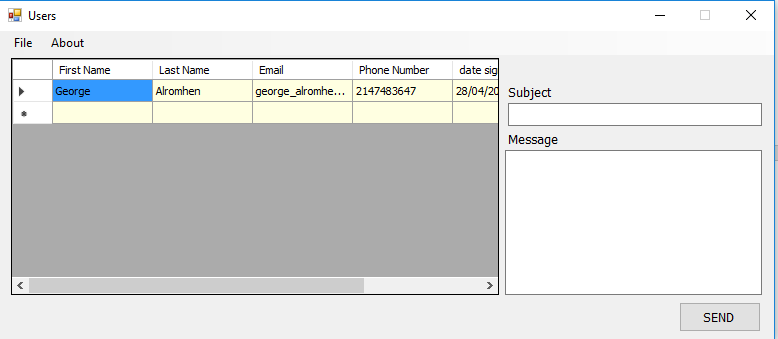 Users
File About
First Name Last Name Email Phone Number date sig
George Alromhen george_alromhe... 2147483647 28/04/20
Subject
Message
SEND